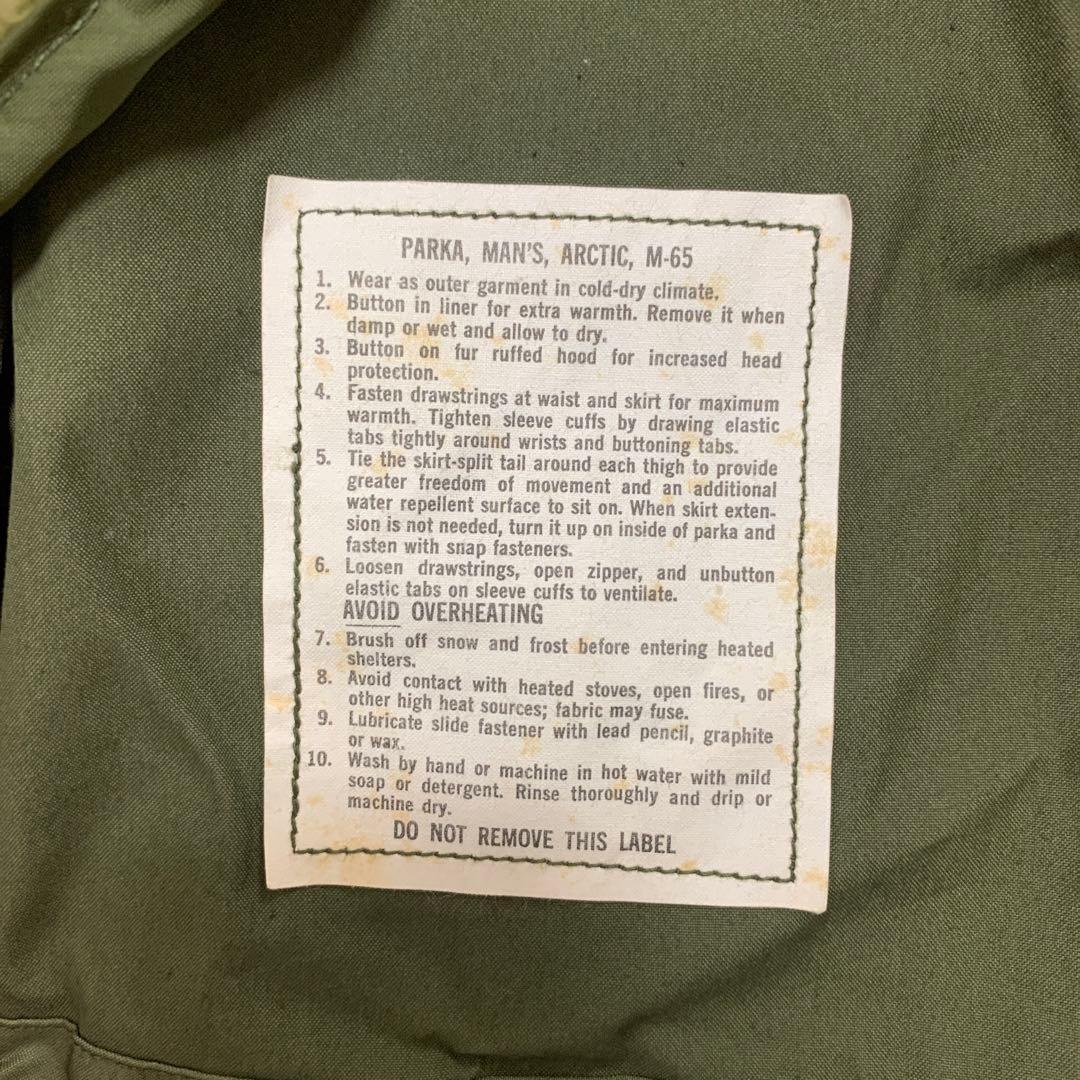 PARKA, MAN'S, ARCTIC, M-65
1. Wear as outer garment in cold-dry climate.
2. Button in liner for extra warmth. Remove it when
damp or wet and allow to dry.
3. Button on fur ruffed hood for increased head
protection.
4. Fasten drawstrings at waist and skirt for maximum
warmth. Tighten sleeve cuffs by drawing elastic
tabs tightly around wrists and buttoning tabs.
5. Tie the skirt-split tail around each thigh to provide
greater freedom of movement and an additional
water repellent surface to sit on. When skirt exten-
sion is not needed, turn it up on inside of parka and
fasten with snap fasteners.
6. Loosen drawstrings, open zipper, and unbutton
elastic tabs on sleeve cuffs to ventilate.
AVOID OVERHEATING
7. Brush off snow and frost before entering heated
shelters.
8. Avoid contact with heated stoves, open fires, or
other high heat sources; fabric may fuse.
9. Lubricate slide fastener with lead pencil, graphite
or wax.
10. Wash by hand or machine in hot water with mild
soap or detergent. Rinse thoroughly and drip or
machine dry.
DO NOT REMOVE THIS LABEL